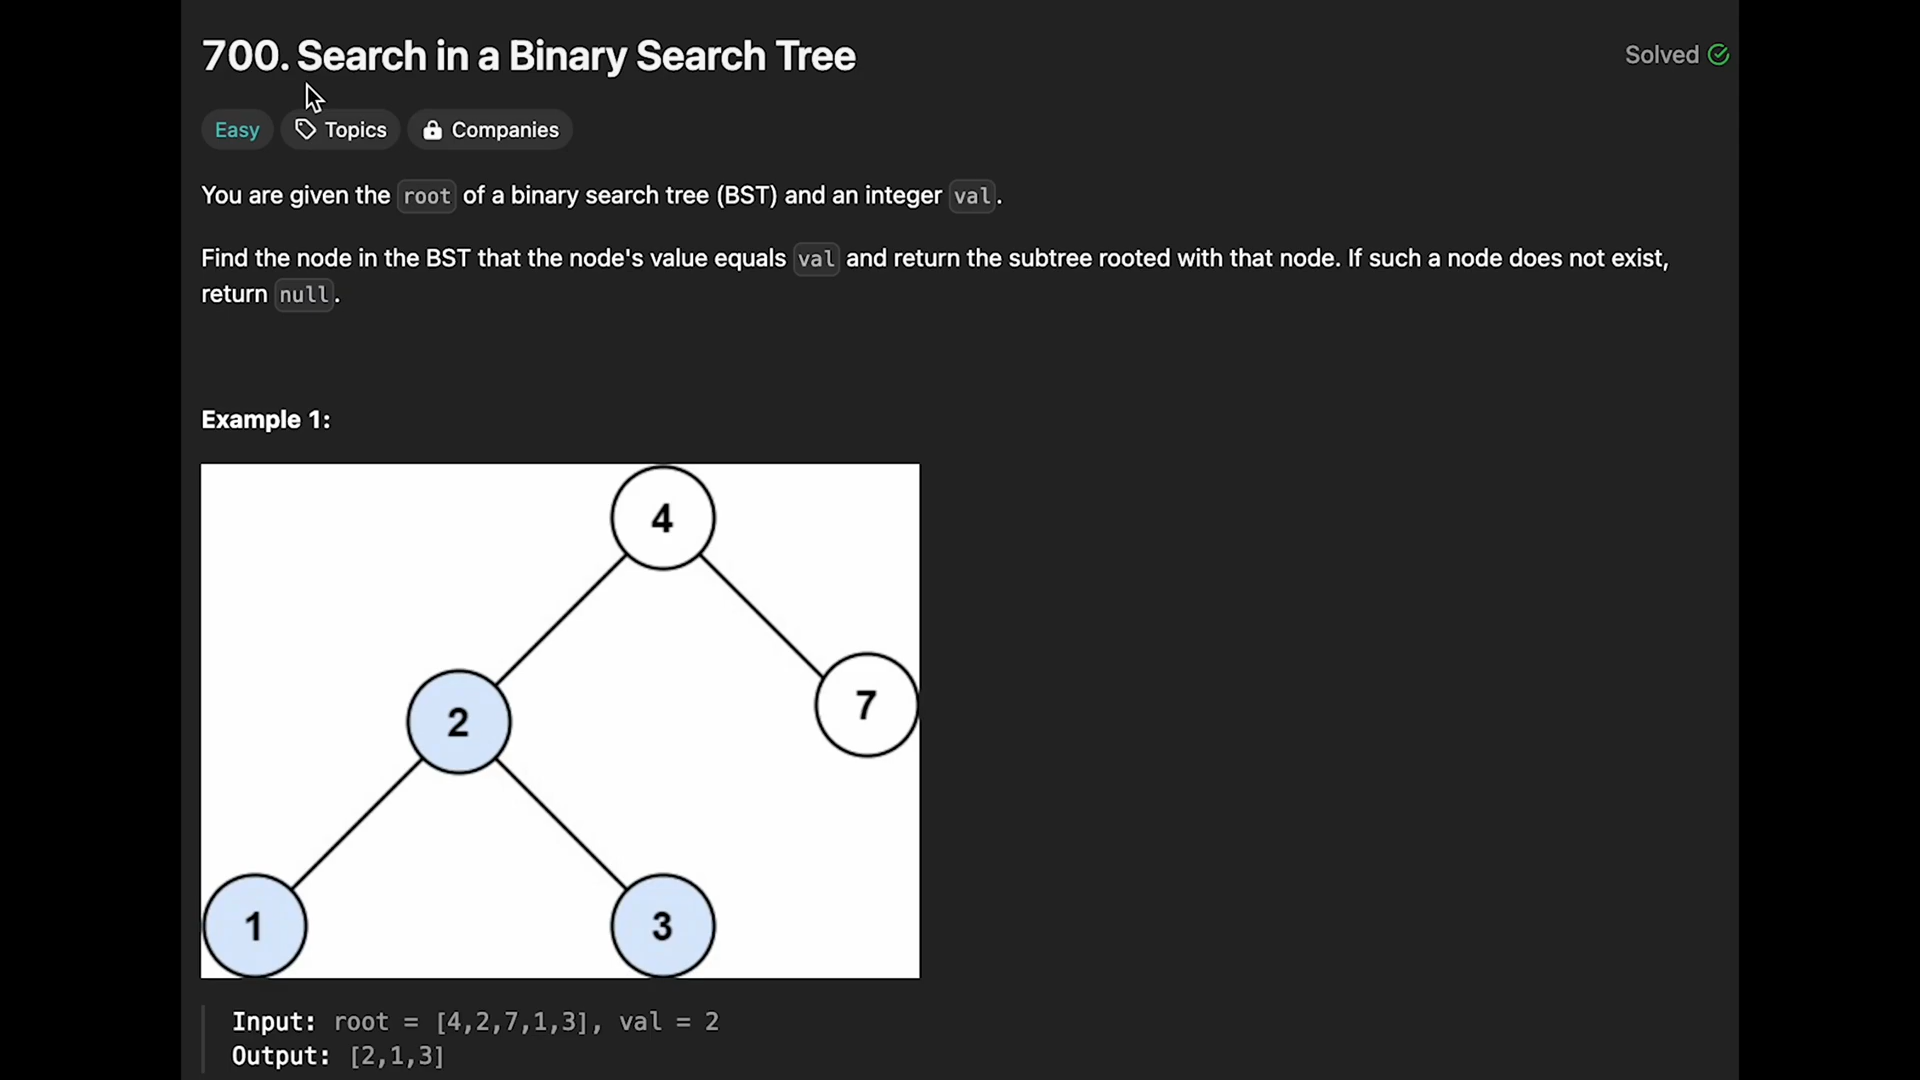 700. Search in a Binary Search Tree
Solved
Easy
Topics
Companies
You are given the root of a binary search tree (BST) and an integer val.
Find the node in the BST that the node's value equals val and return the subtree rooted with that node. If such a node does not exist,
return null.
Example 1:
4
2
7
1
3
Input: root = [4,2,7,1,3], val = 2
Output: [2,1,3]